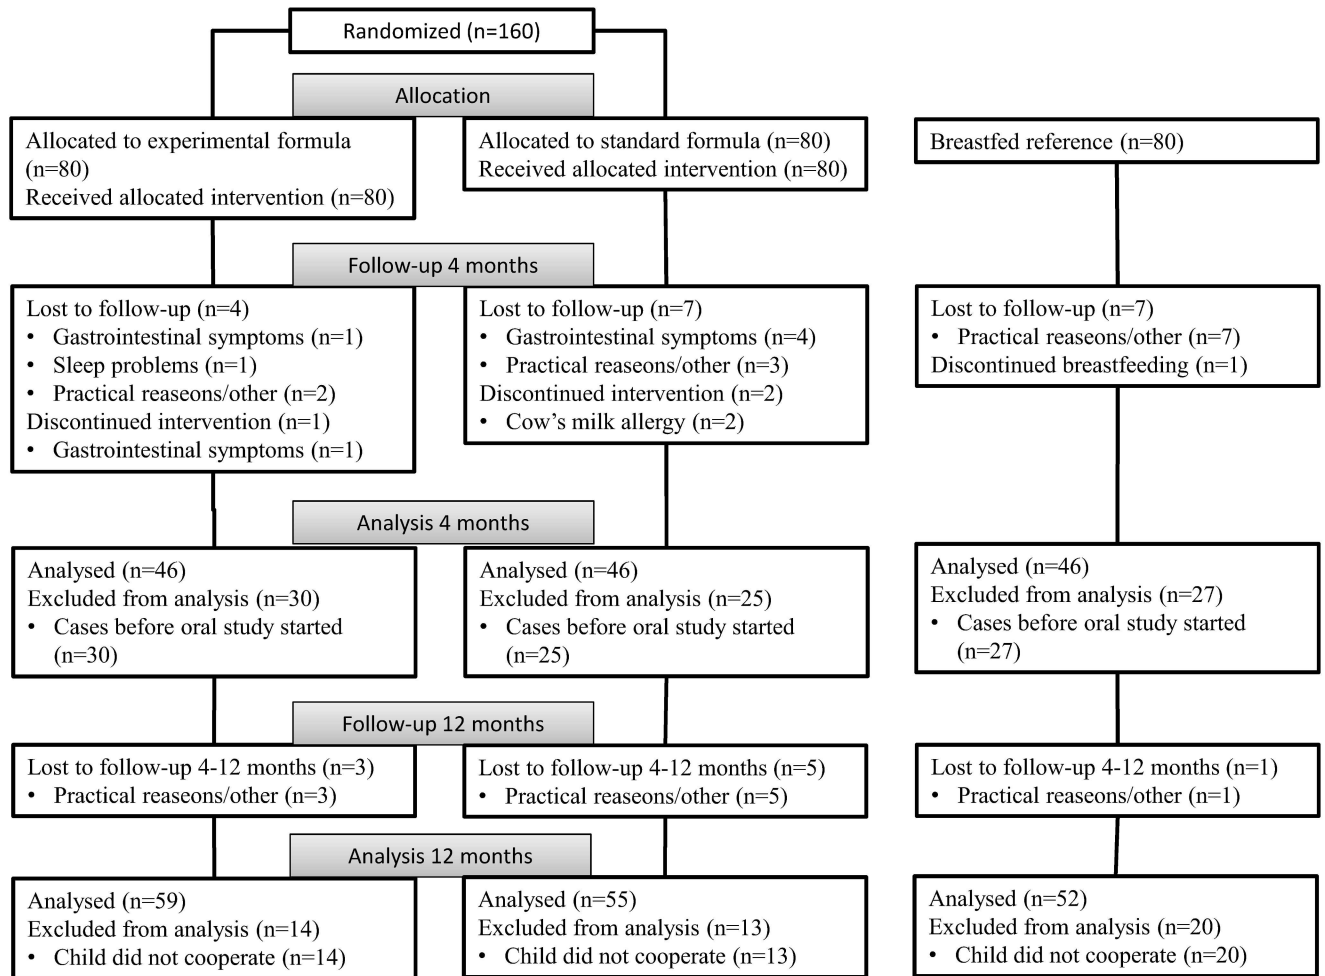 Randomized (n=160)
Allocation
Allocated to experimental formula
(n=80)
Received allocated intervention (n=80)
Allocated to standard formula (n=80)
Received allocated intervention (n=80)
Breastfed reference (n=80)
Follow-up 4 months
Lost to follow-up (n=4)
• Gastrointestinal symptoms (n=1)
• Sleep problems (n=1)
• Practical reaseons/other (n=2)
Discontinued intervention (n=1)
• Gastrointestinal symptoms (n=1)
Lost to follow-up (n=7)
• Gastrointestinal symptoms (n=4)
• Practical reaseons/other (n=3)
Discontinued intervention (n=2)
• Cow's milk allergy (n=2)
Lost to follow-up (n=7)
• Practical reaseons/other (n=7)
Discontinued breastfeeding (n=1)
Analysis 4 months
Analysed (n=46)
Excluded from analysis (n=30)
• Cases before oral study started
(n=30)
Analysed (n=46)
Excluded from analysis (n=25)
• Cases before oral study started
(n=25)
Analysed (n=46)
Excluded from analysis (n=27)
• Cases before oral study started
(n=27)
Follow-up 12 months
Lost to follow-up 4-12 months (n=3)
• Practical reaseons/other (n=3)
Lost to follow-up 4-12 months (n=5)
• Practical reaseons/other (n=5)
Lost to follow-up 4-12 months (n=1)
• Practical reaseons/other (n=1)
Analysis 12 months
Analysed (n=59)
Excluded from analysis (n=14)
• Child did not cooperate (n=14)
Analysed (n=55)
Excluded from analysis (n=13)
• Child did not cooperate (n=13)
Analysed (n=52)
Excluded from analysis (n=20)
• Child did not cooperate (n=20)